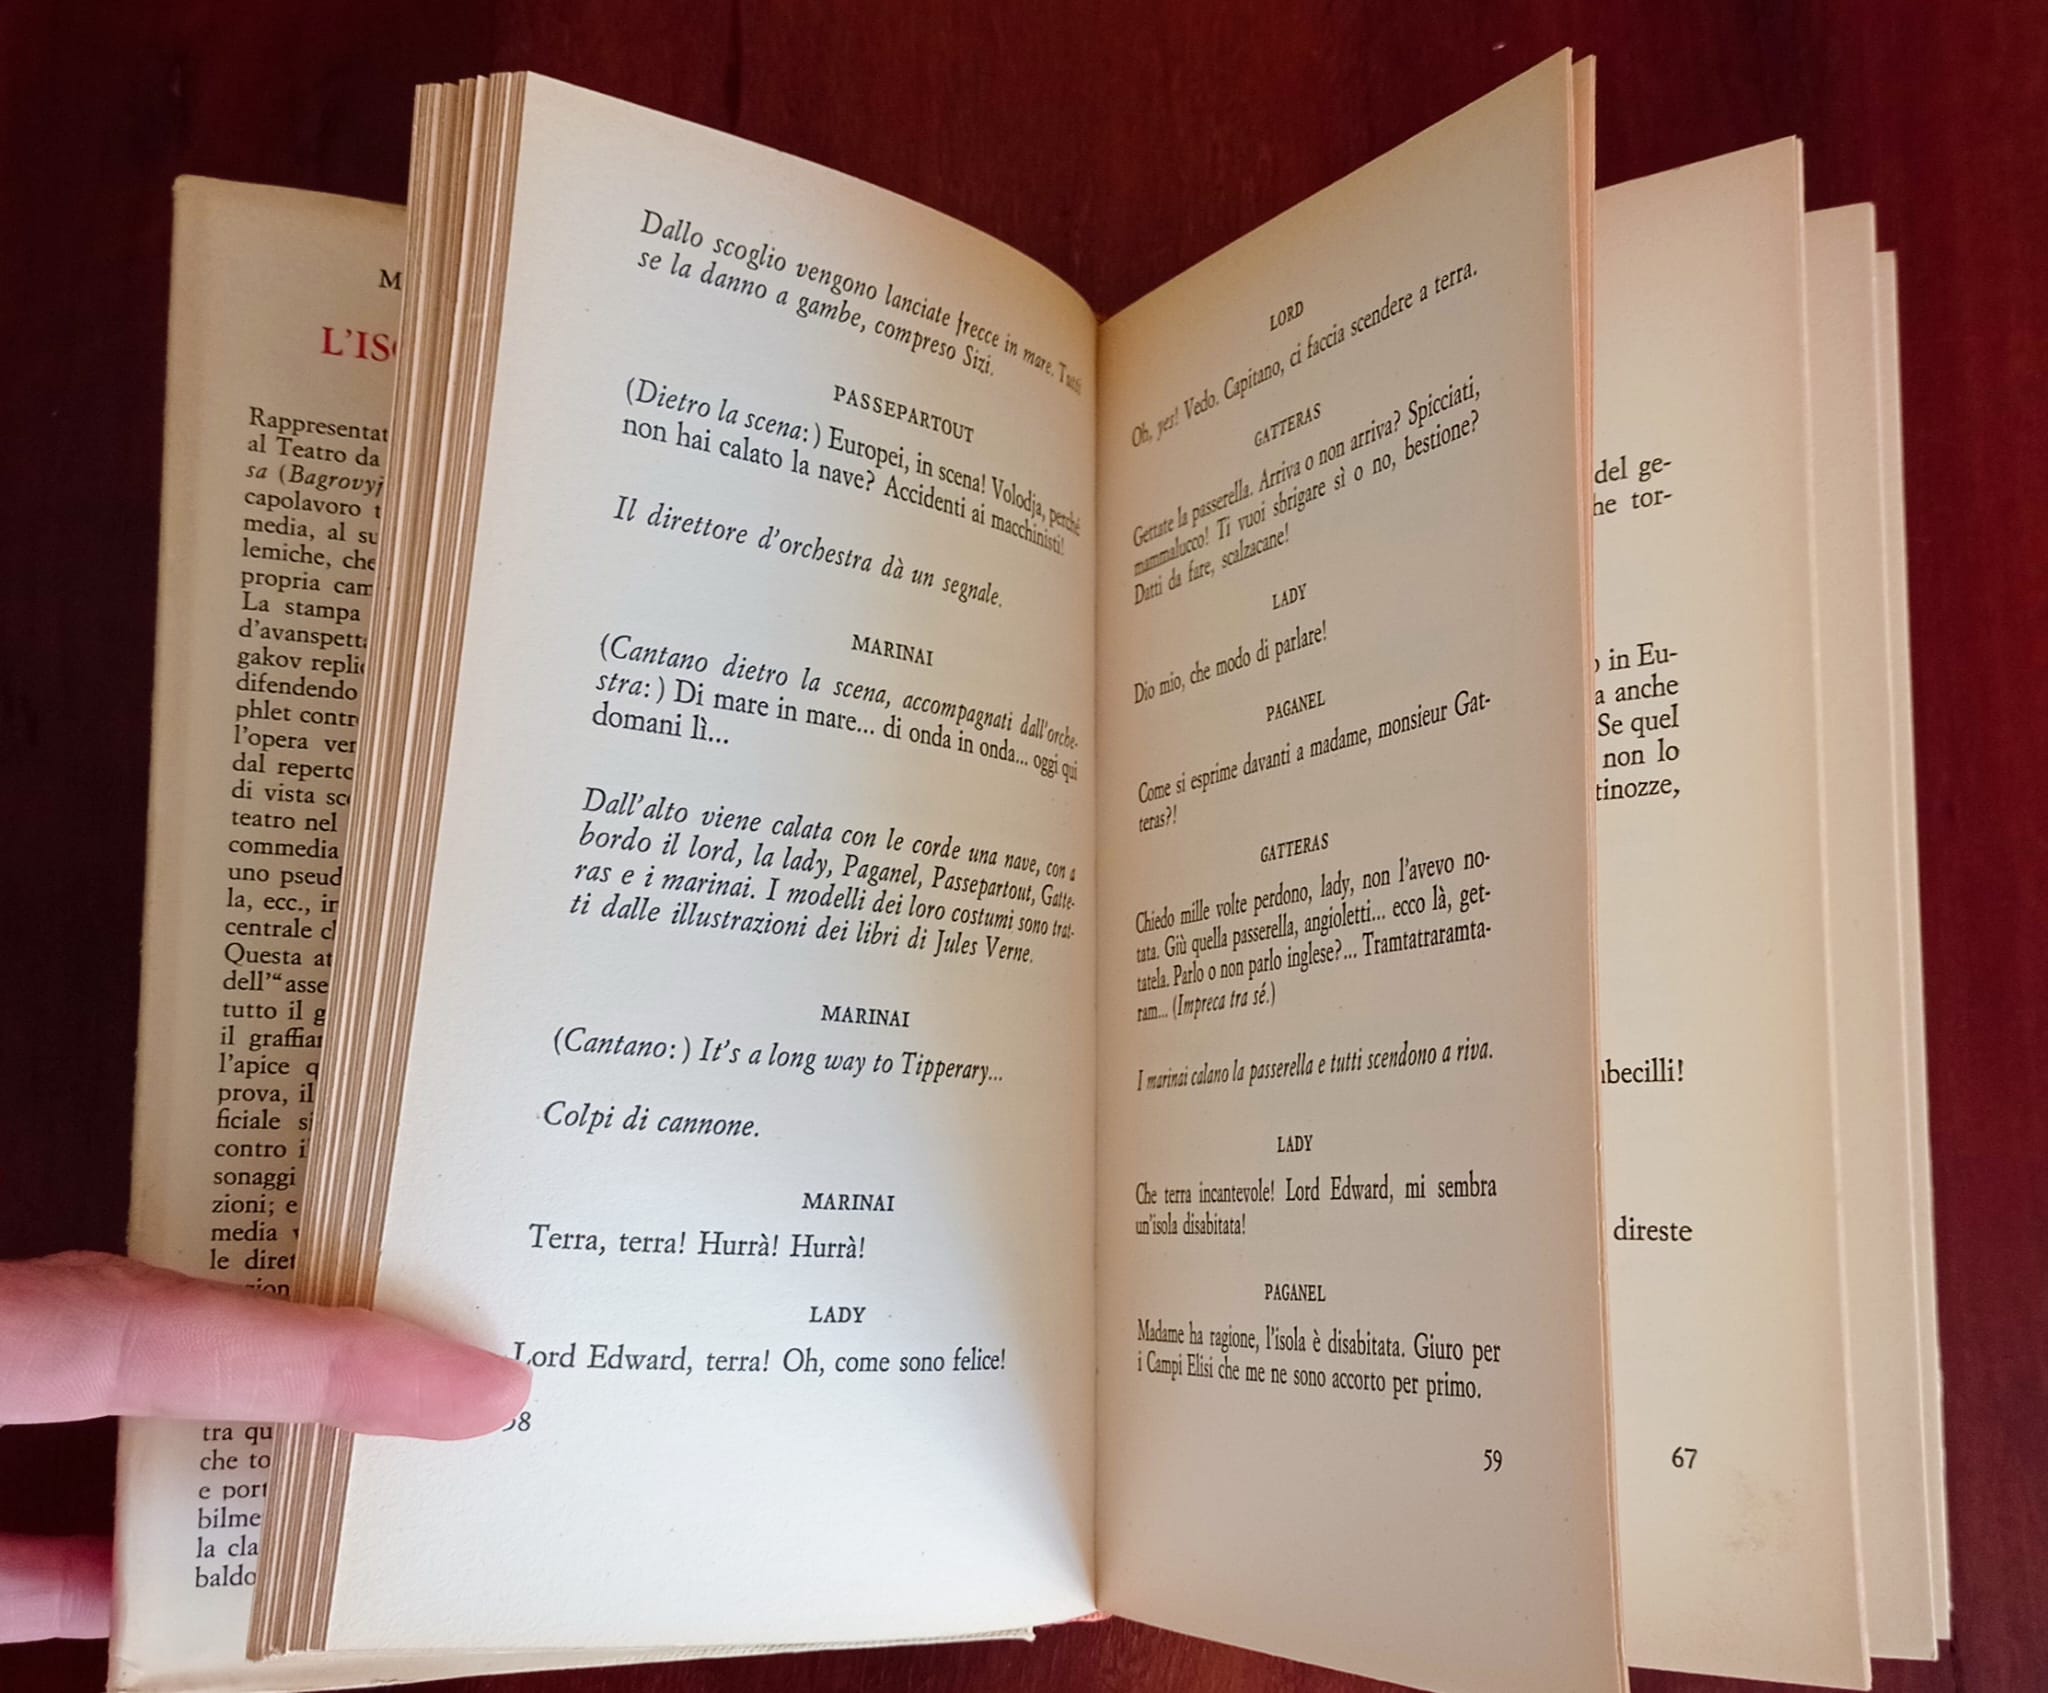 M
L'IS
Rappresentat
al Teatro da
sa (Bagrovyj
capolavoro t
media, al su
lemiche, che
propria cam
La stampa
d'avanspetta
gakov replic
difendendo
phlet contro
l'opera ven
dal reperto
di vista sce
teatro nel
commedia
uno pseud
la, ecc., in
centrale ch
Questa at
dell'"asse
tutto il g
il graffian
l'apice q
prova, il
ficiale si
contro il
sonaggi
zioni; e
media v
le diret
tra qu
che to
e port
bilme
la cla
baldo
Dallo scoglio vengono lanciate frecce in mare. Tutti
se la danno a gambe, compreso Sizi.
PASSEPARTOUT
(Dietro la scena:) Europei, in scena! Volodja, perché
non hai calato la nave? Accidenti ai macchinisti!
Il direttore d'orchestra dà un segnale.
MARINAI
(Cantano dietro la scena, accompagnati dall'orche-
stra:) Di mare in mare... di onda in onda... oggi qui
domani lì...
Dall'alto viene calata con le corde una nave, con a
bordo il lord, la lady, Paganel, Passepartout, Gatte-
ras e i marinai. I modelli dei loro costumi sono trat-
ti dalle illustrazioni dei libri di Jules Verne.
MARINAI
(Cantano:) It's a long way to Tipperary...
Colpi di cannone.
MARINAI
Terra, terra! Hurrà! Hurrà!
LADY
Lord Edward, terra! Oh, come sono felice!
58
LORD
Oh, yes! Vedo. Capitano, ci faccia scendere a terra.
GATTERAS
Gettate la passerella. Arriva o non arriva? Spicciati,
mammalucco! Ti vuoi sbrigare sì o no, bestione?
Datti da fare, scalzacane!
LADY
Dio mio, che modo di parlare!
PAGANEL
Come si esprime davanti a madame, monsieur Gat-
teras?!
GATTERAS
Chiedo mille volte perdono, lady, non l'avevo no-
tata. Giù quella passerella, angioletti... ecco là, get-
tatela. Parlo o non parlo inglese?... Tramtatraramta-
ram... (Impreca tra sé.)
I marinai calano la passerella e tutti scendono a riva.
LADY
Che terra incantevole! Lord Edward, mi sembra
un'isola disabitata!
PAGANEL
Madame ha ragione, l'isola è disabitata. Giuro per
i Campi Elisi che me ne sono accorto per primo.
59
del ge-
he tor-
in Eu-
a anche
Se quel
non lo
tinozze,
becilli!
direste
67